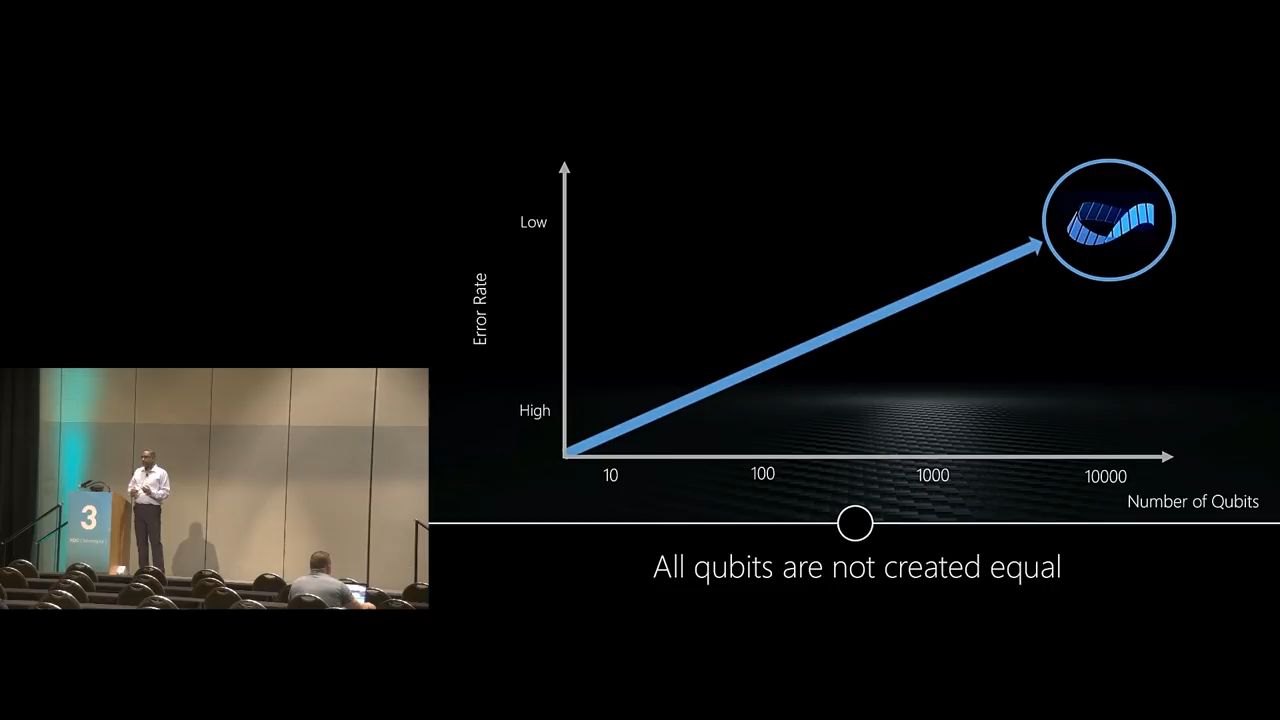 Low
Error Rate
High
10
100
1000
10000
Number of Qubits
All qubits are not created equal
3